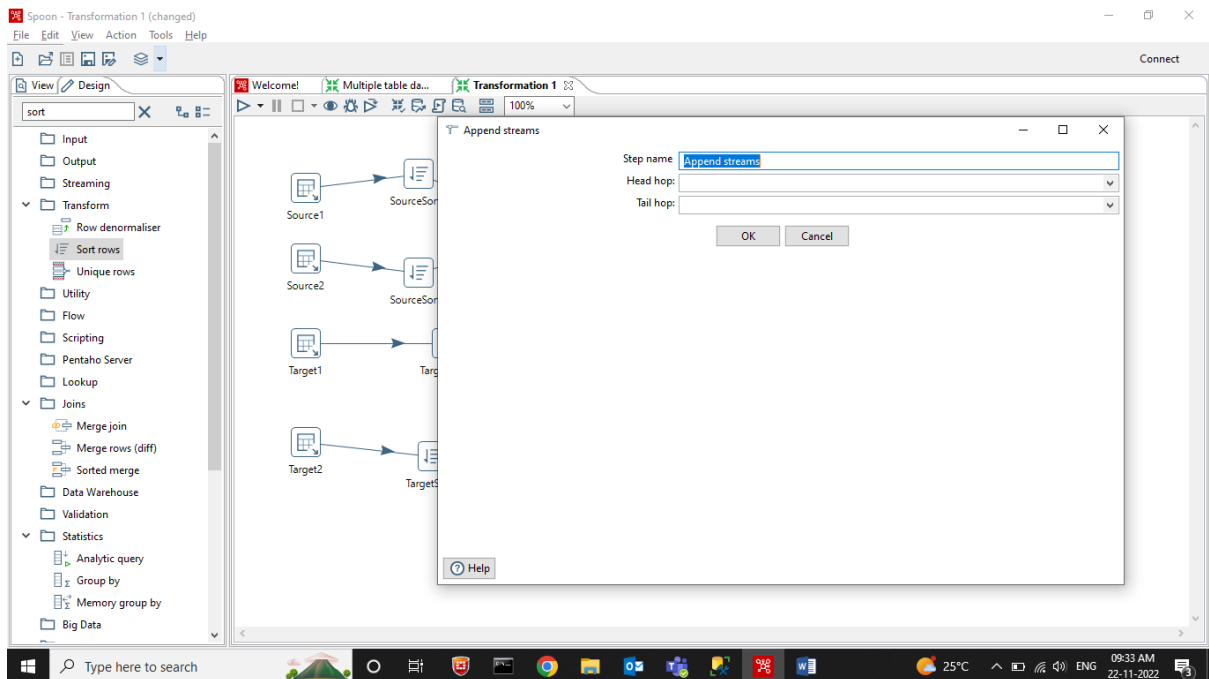 Spoon - Transformation 1 (changed)
File Edit View Action Tools Help
Connect
View Design
Welcome! Multiple table da... Transformation 1
sort
100%
Input
Output
Streaming
Transform
Row denormaliser
Sort rows
Unique rows
Utility
Flow
Scripting
Pentaho Server
Lookup
Joins
Merge join
Merge rows (diff)
Sorted merge
Data Warehouse
Validation
Statistics
Analytic query
Group by
Memory group by
Big Data
Source1
SourceSor
Source2
SourceSor
Target1
Targ
Target2
TargetS
Append streams
Step name Append streams
Head hop:
Tail hop:
OK Cancel
Help
Type here to search
25°C ENG 09:33 AM
22-11-2022